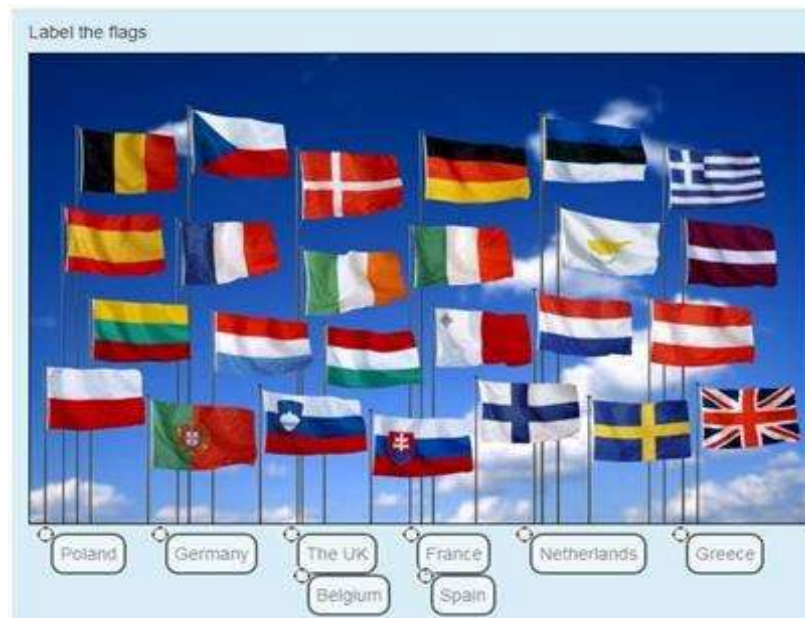 Label the flags
Poland Germany The UK France Netherlands Greece
Belgium Spain